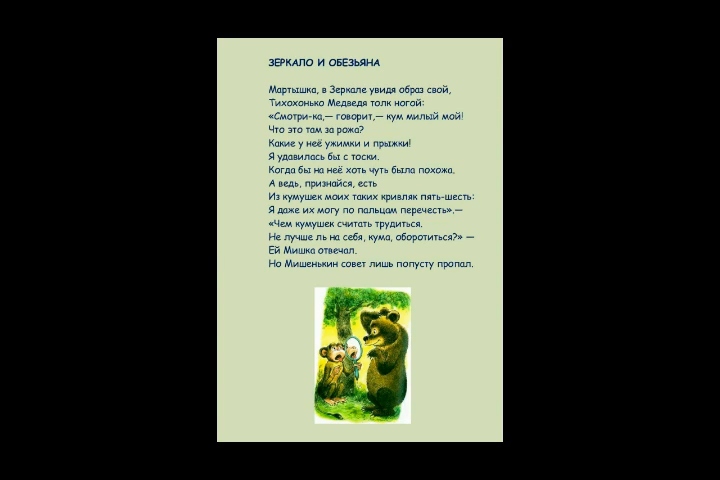 ЗЕРКАЛО И ОБЕЗЬЯНА
Мартышка, в Зеркале увидя образ свой,
Тихохонько Медведя толк ногой:
«Смотри-ка,— говорит,— кум милый мой!
Что это там за рожа?
Какие у неё ужимки и прыжки!
Я удавилась бы с тоски.
Когда бы на неё хоть чуть была похожа.
А ведь, признайся, есть
Из кумушек моих таких кривляк пять-шесть:
Я даже их могу по пальцам перечесть».—
«Чем кумушек считать трудиться.
Не лучше ль на себя, кума, оборотиться?» —
Ей Мишка отвечал.
Но Мишенькин совет лишь попусту пропал.